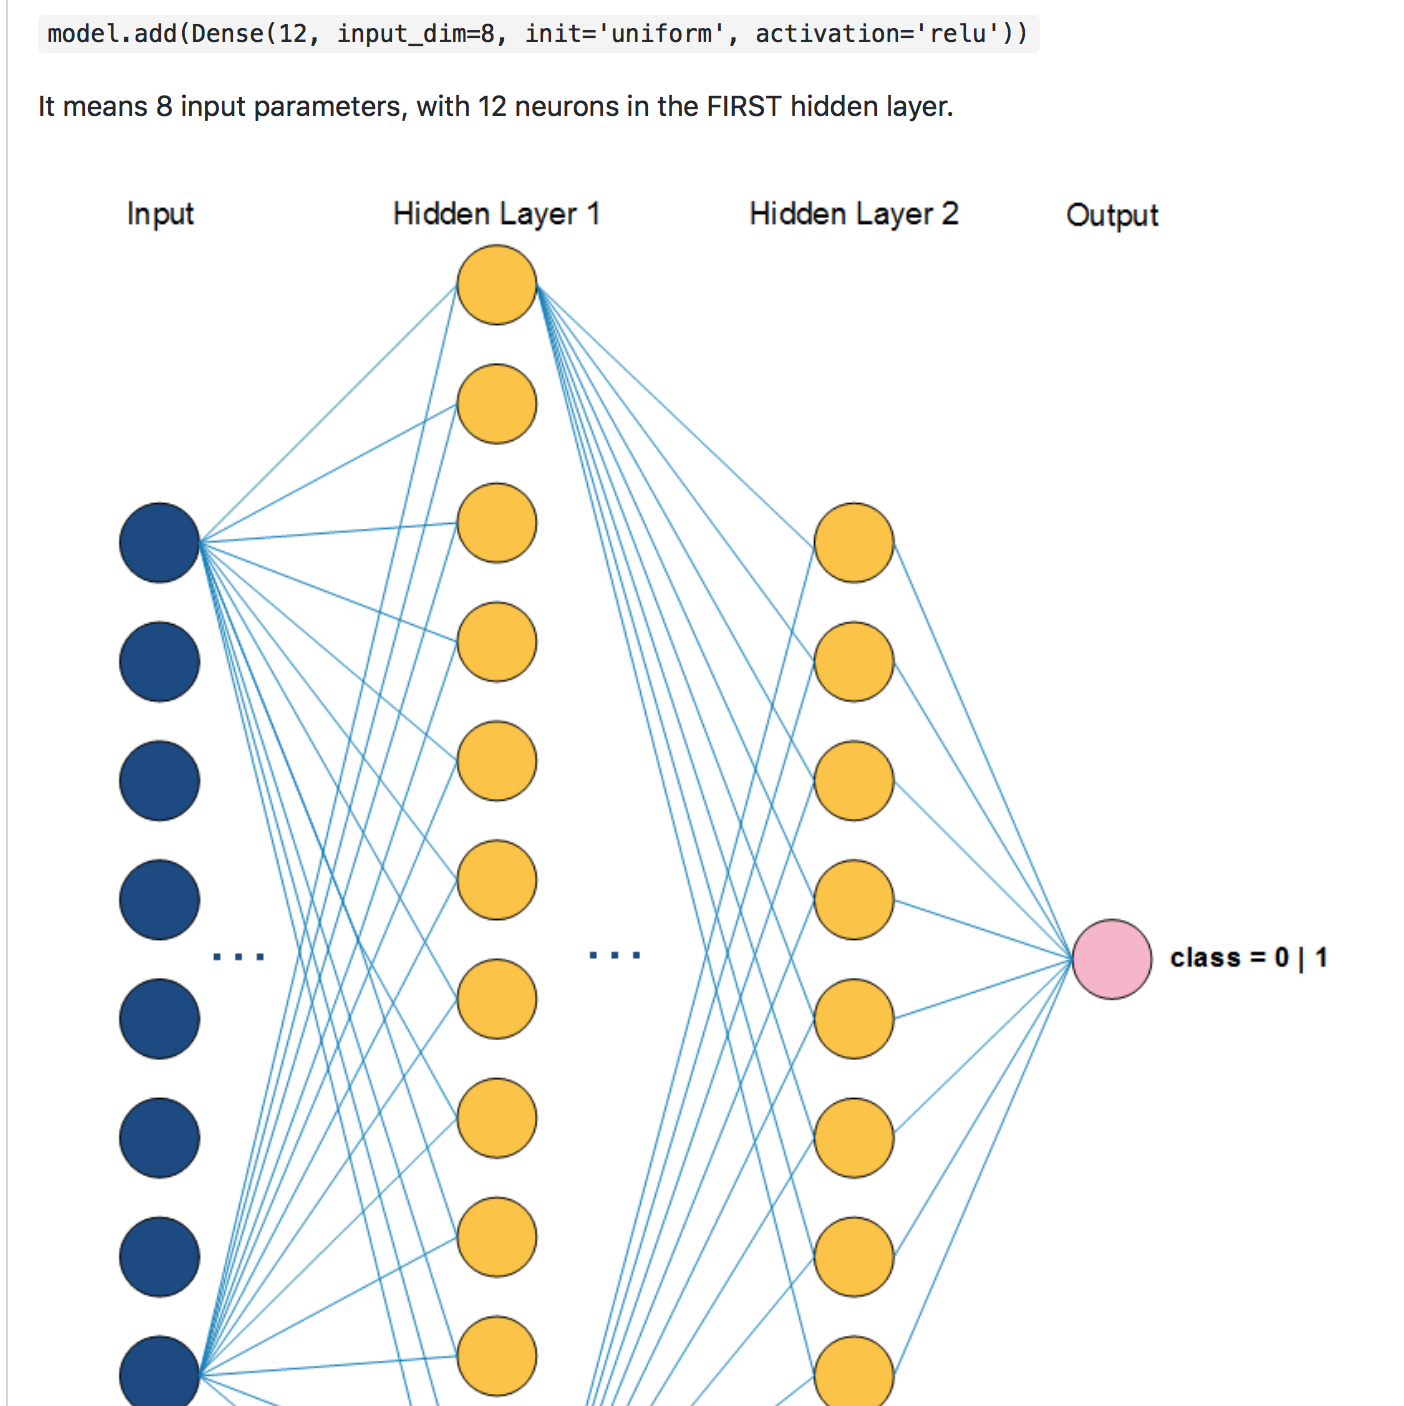 model.add(Dense(12, input_dim=8, init='uniform', activation='relu'))
It means 8 input parameters, with 12 neurons in the FIRST hidden layer.
Input Hidden Layer 1 Hidden Layer 2 Output
... ...
class = 0 | 1